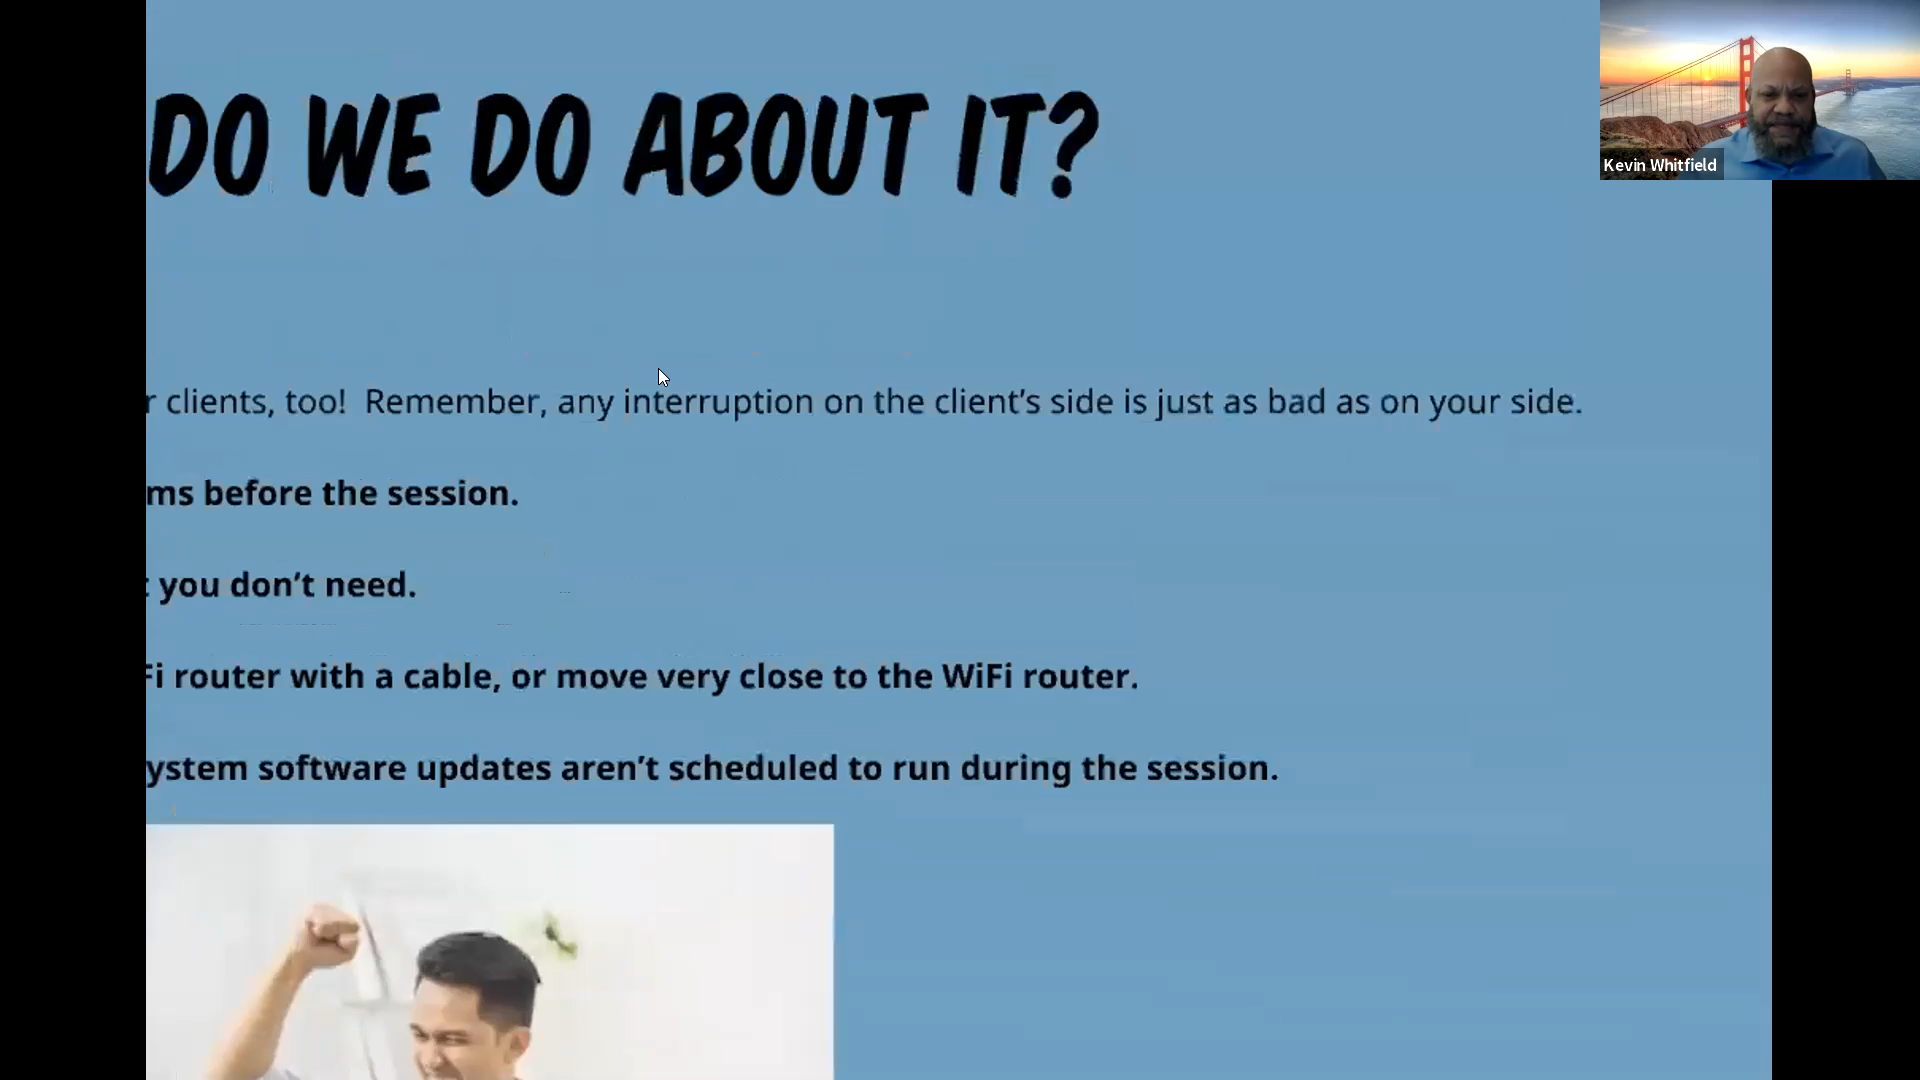 DO WE DO ABOUT IT?
Kevin Whitfield
r clients, too! Remember, any interruption on the client’s side is just as bad as on your side.
ms before the session.
you don’t need.
Fi router with a cable, or move very close to the WiFi router.
ystem software updates aren’t scheduled to run during the session.